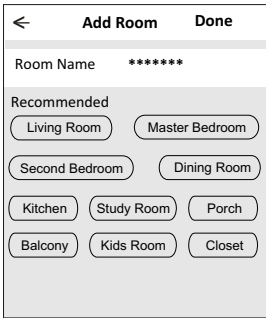 Add Room Done
Room Name *******
Recommended
Living Room Master Bedroom
Second Bedroom Dining Room
Kitchen Study Room Porch
Balcony Kids Room Closet